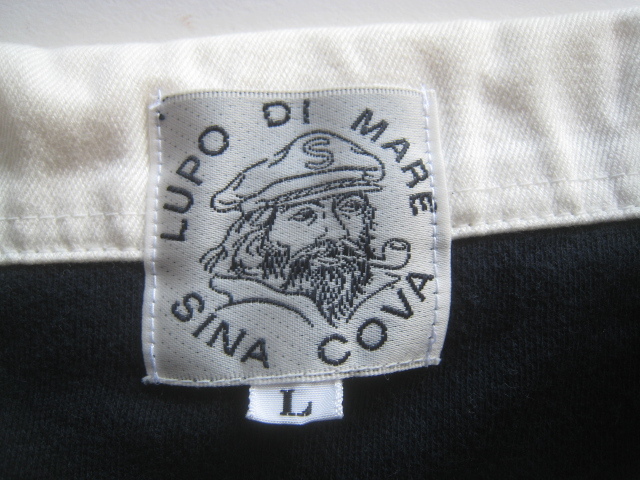 LUPO DI MARE
S
SINA COVA
L